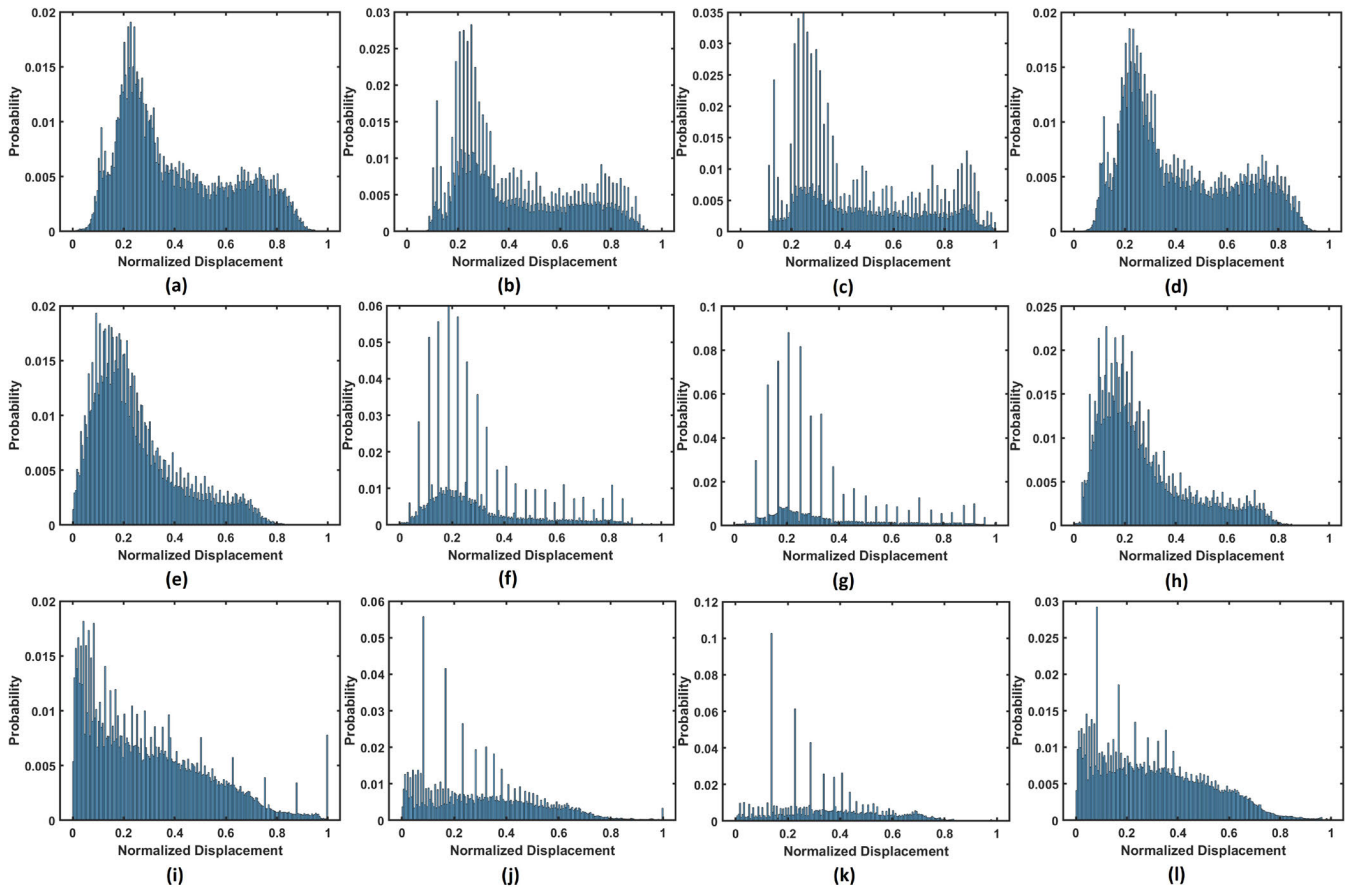 0.02
0.015
0.01
0.005
0
Probability
0 0.2 0.4 0.6 0.8 1
Normalized Displacement
(a)
0.03
0.025
0.02
0.015
0.01
0.005
0
Probability
0 0.2 0.4 0.6 0.8 1
Normalized Displacement
(b)
0.035
0.03
0.025
0.02
0.015
0.01
0.005
0
Probability
0 0.2 0.4 0.6 0.8 1
Normalized Displacement
(c)
0.02
0.015
0.01
0.005
0
Probability
0 0.2 0.4 0.6 0.8 1
Normalized Displacement
(d)
0.02
0.015
0.01
0.005
0
Probability
0 0.2 0.4 0.6 0.8 1
Normalized Displacement
(e)
0.06
0.05
0.04
0.03
0.02
0.01
0
Probability
0 0.2 0.4 0.6 0.8 1
Normalized Displacement
(f)
0.1
0.08
0.06
0.04
0.02
0
Probability
0 0.2 0.4 0.6 0.8 1
Normalized Displacement
(g)
0.025
0.02
0.015
0.01
0.005
0
Probability
0 0.2 0.4 0.6 0.8 1
Normalized Displacement
(h)
0.02
0.015
0.01
0.005
0
Probability
0 0.2 0.4 0.6 0.8 1
Normalized Displacement
(i)
0.06
0.05
0.04
0.03
0.02
0.01
0
Probability
0 0.2 0.4 0.6 0.8 1
Normalized Displacement
(j)
0.12
0.1
0.08
0.06
0.04
0.02
0
Probability
0 0.2 0.4 0.6 0.8 1
Normalized Displacement
(k)
0.03
0.025
0.02
0.015
0.01
0.005
0
Probability
0 0.2 0.4 0.6 0.8 1
Normalized Displacement
(l)